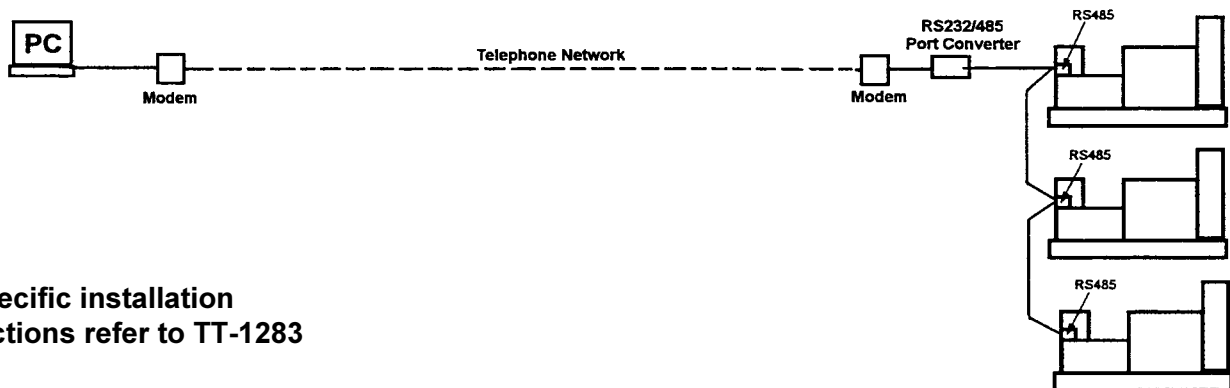 PC
Modem
Telephone Network
Modem
RS232/485
Port Converter
RS485
RS485
RS485
ecific installation
ctions refer to TT-1283